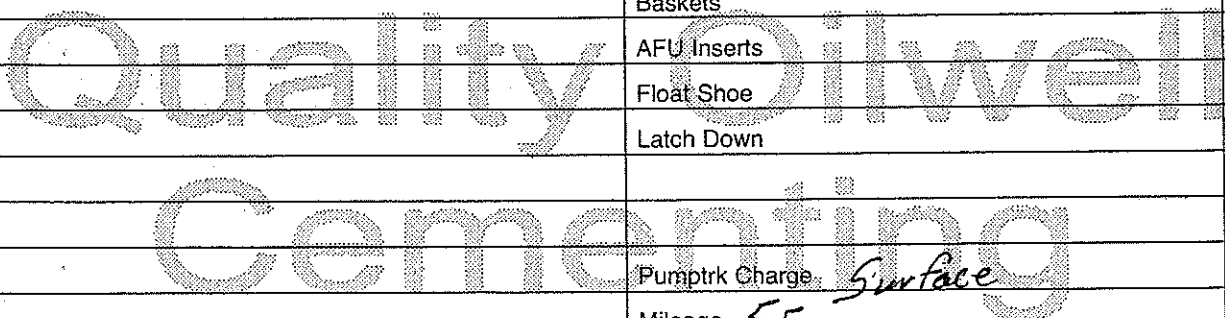 Baskets
Quality Oilwell
AFU Inserts
Float Shoe
Latch Down
Cementing
Pumptrk Charge Surface
Mileage 55